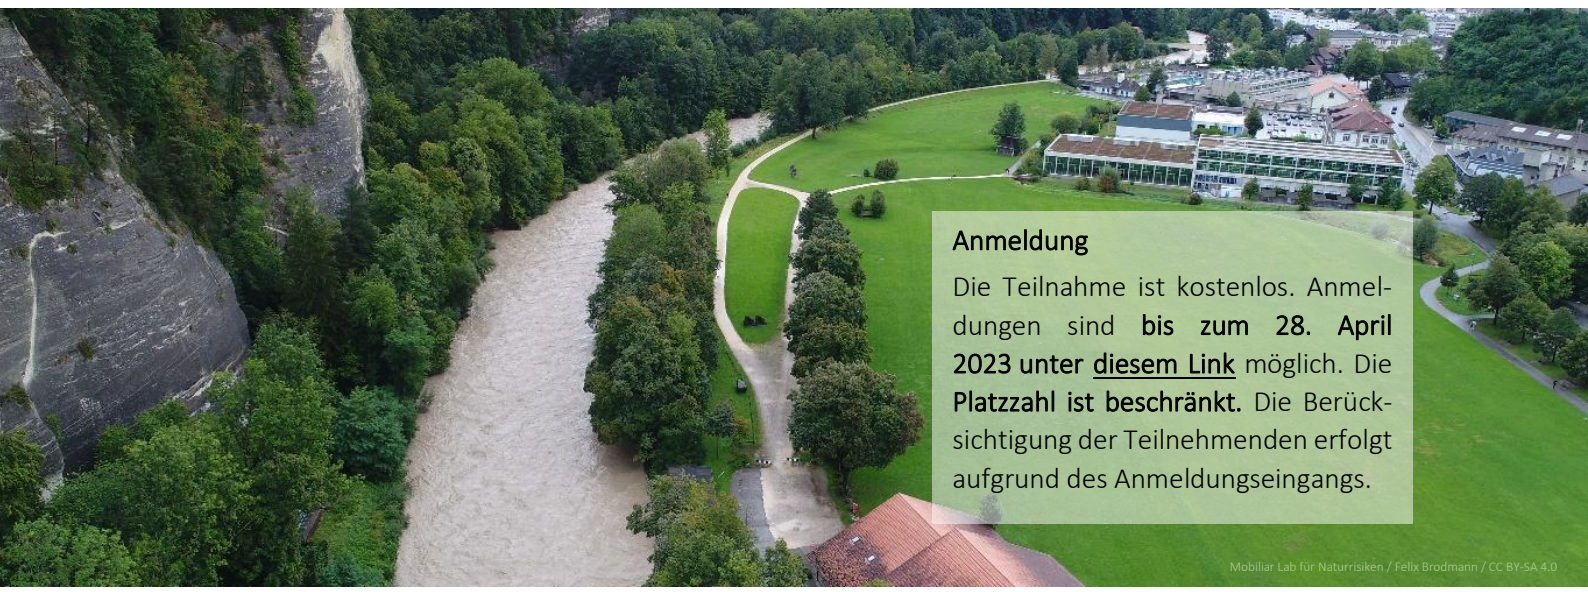 Anmeldung
Die Teilnahme ist kostenlos. Anmel-
dungen sind bis zum 28. April
2023 unter diesem Link möglich. Die
Platzzahl ist beschränkt. Die Berück-
sichtigung der Teilnehmenden erfolgt
aufgrund des Anmeldungseingangs.
Mobiliar Lab für Naturrisiken / Felix Brodmann / CC BY-SA 4.0